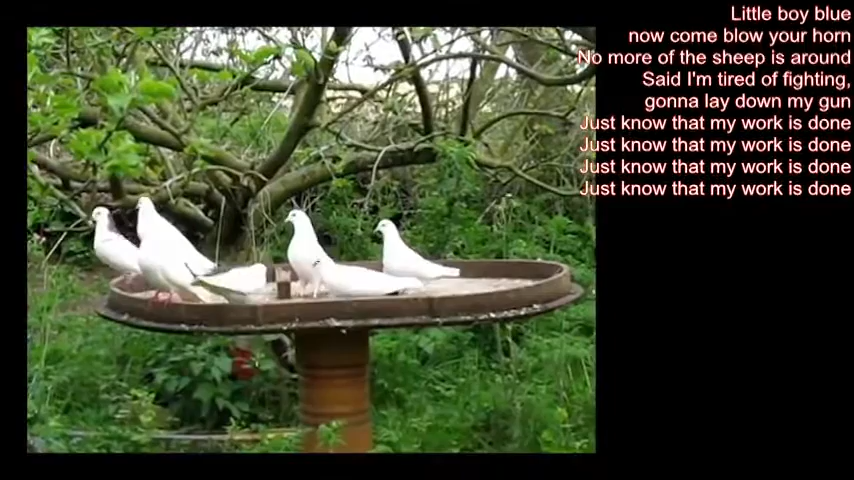 Little boy blue
now come blow your horn
No more of the sheep is around
Said I'm tired of fighting,
gonna lay down my gun
Just know that my work is done
Just know that my work is done
Just know that my work is done
Just know that my work is done